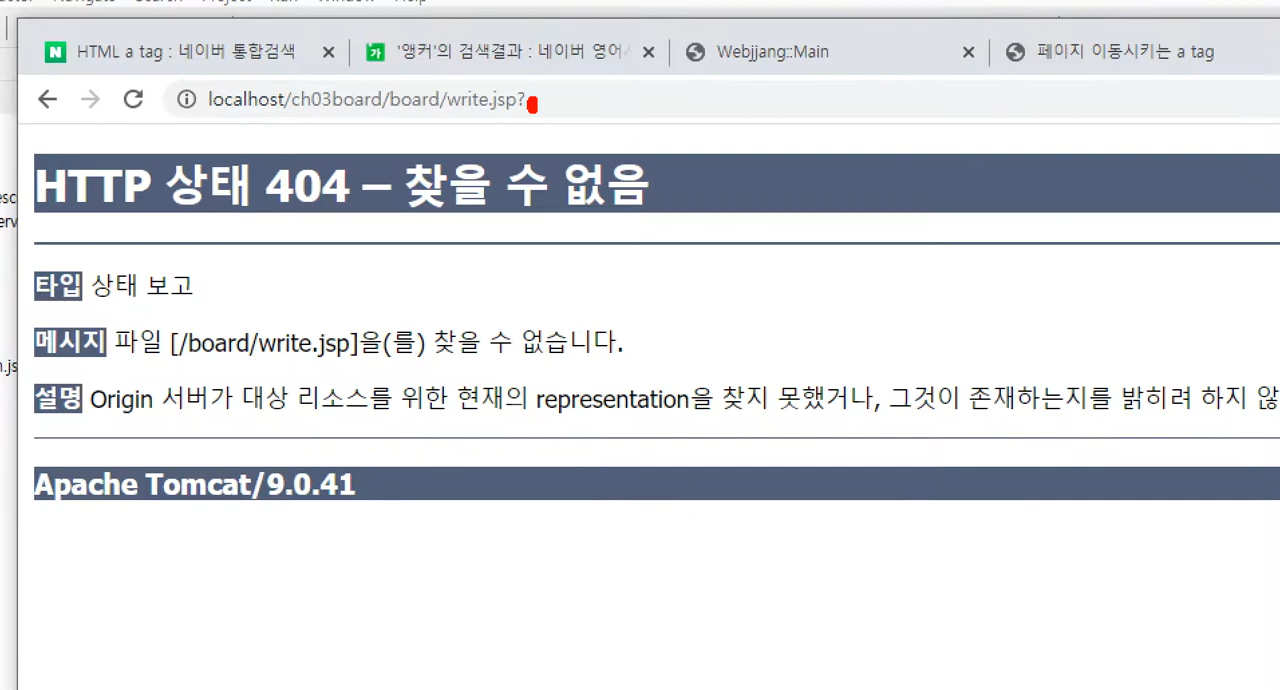 Navigate Search Project Run Window Help
HTML a tag : 네이버 통합검색
'앵커'의 검색결과 : 네이버 영어
Webjjang::Main
페이지 이동시키는 a tag
localhost/ch03board/board/write.jsp?
HTTP 상태 404 – 찾을 수 없음
타입 상태 보고
메시지 파일 [/board/write.jsp]을(를) 찾을 수 없습니다.
설명 Origin 서버가 대상 리소스를 위한 현재의 representation을 찾지 못했거나, 그것이 존재하는지를 밝히려 하지 않
Apache Tomcat/9.0.41